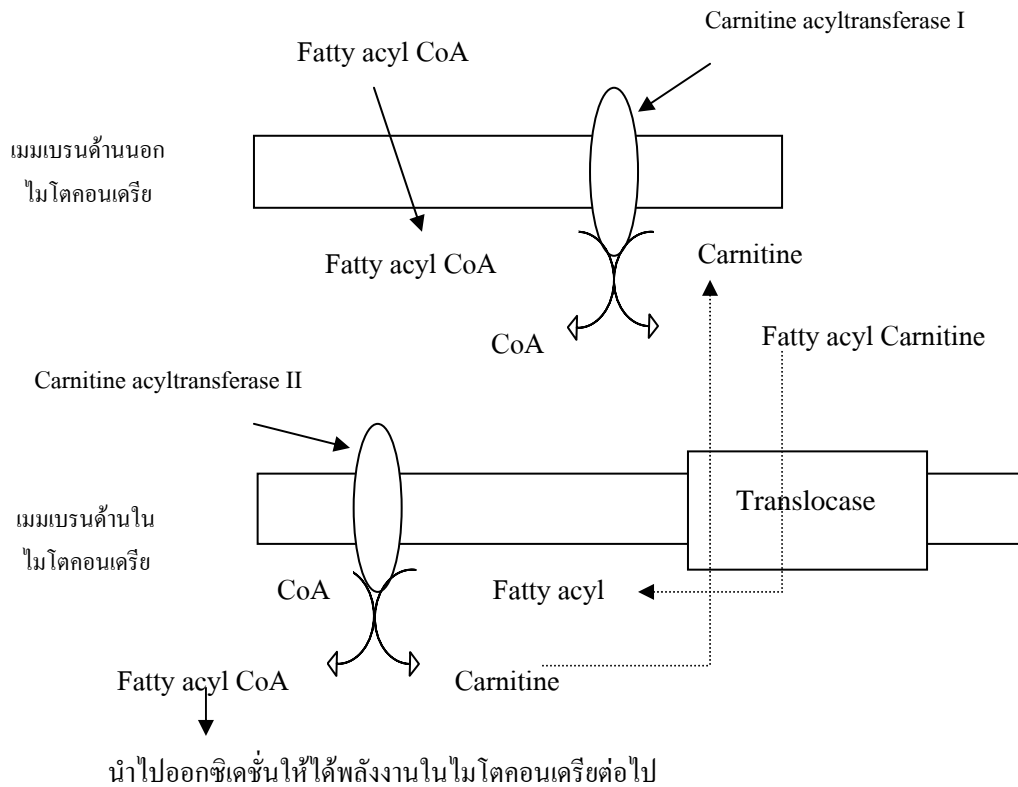 Carnitine acyltransferase I
Fatty acyl CoA
เมมเบรนด้านนอก
ไมโตคอนเดรีย
Fatty acyl CoA
Carnitine
CoA
Fatty acyl Carnitine
Carnitine acyltransferase II
Translocase
เมมเบรนด้านใน
ไมโตคอนเดรีย
CoA
Fatty acyl
Fatty acyl CoA
Carnitine
นำไปออกซิเดชั่นให้ได้พลังงานในไมโตคอนเดรียต่อไป